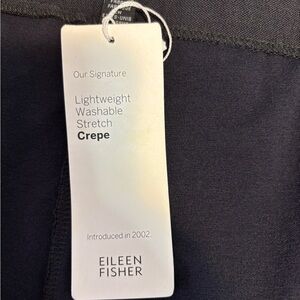 Our Signature
Lightweight
Washable
Stretch
Crepe
Introduced in 2002.
EILEEN
FISHER